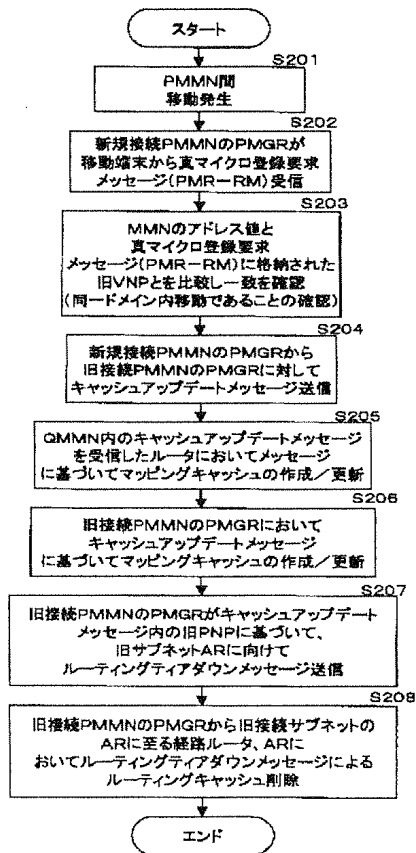 スタート
S201
PMMN間
移動発生
S202
新規接続PMMNのPMGRが
移動端末から真マイクロ登録要求
メッセージ(PMR－RM)受信
S203
MMNのアドレス値と
真マイクロ登録要求
メッセージ(PMR－RM)に格納された
旧VNPとを比較し一致を確認
(同一ドメイン内移動であることの確認)
S204
新規接続PMMNのPMGRから
旧接続PMMNのPMGRに対して
キャッシュアップデートメッセージ送信
S205
QMMN内のキャッシュアップデートメッセージ
を受信したルータにおいてメッセージ
に基づいてマッピングキャッシュの作成／更新
S206
旧接続PMMNのPMGRにおいて
キャッシュアップデートメッセージ
に基づいてマッピングキャッシュの作成／更新
S207
旧接続PMMNのPMGRがキャッシュアップデート
メッセージ内の旧PNPに基づいて、
旧サブネットARに向けて
ルーティングティアダウンメッセージ送信
S208
旧接続PMMNのPMGRから旧接続サブネットの
ARに至る経路ルータ、ARに
おいてルーティングティアダウンメッセージによる
ルーティングキャッシュ削除
エンド